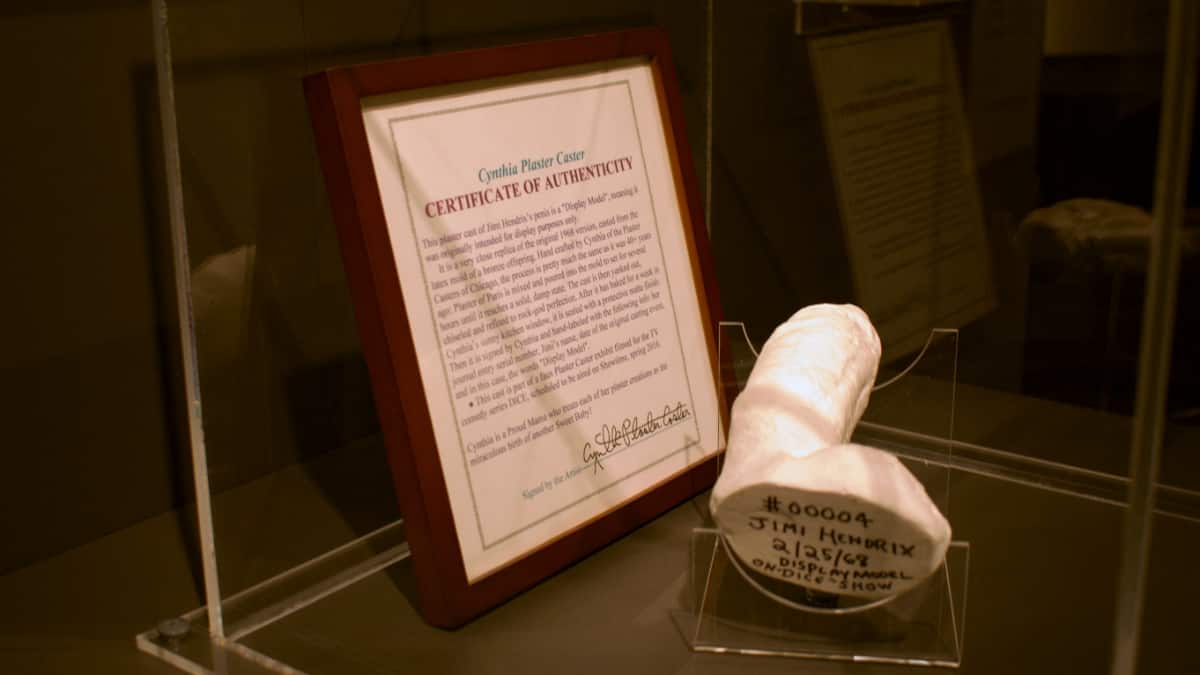 Cynthia Plaster Caster
CERTIFICATE OF AUTHENTICITY
This plaster cast of Jimi Hendrix's penis is a "Display Model", meaning it
was originally intended for display purposes only.
It is a very close replica of the original 1968 version, casted from the
latex mold of a bronze offspring. Hand crafted by Cynthia of the Plaster
Casters of Chicago, the process is pretty much the same as it was 40+ years
ago: Plaster of Paris is mixed and poured into the mold to set for several
hours until it reaches a solid, damp state. The cast is then yanked out,
chiseled and refined to rock-god perfection. After it has baked for a week in
Cynthia's sunny kitchen window, it is sealed with a protective matte finish.
Then it is signed by Cynthia and hand-labeled with the following info: her
journal entry serial number, Jimi's name, date of the original casting event,
and in this case, the words "Display Model".
• This cast is part of a faux Plaster Caster exhibit filmed for the TV
comedy series DICE, scheduled to be aired on Showtime, spring 2016.
Cynthia is a Proud Mama who treats each of her plaster creations as the
miraculous birth of another Sweet Baby!
Signed by the Artist Cynthia Plaster Caster
#00004
JIMI HENDRIX
2/25/68
DISPLAY MODEL
ON "DICE" SHOW